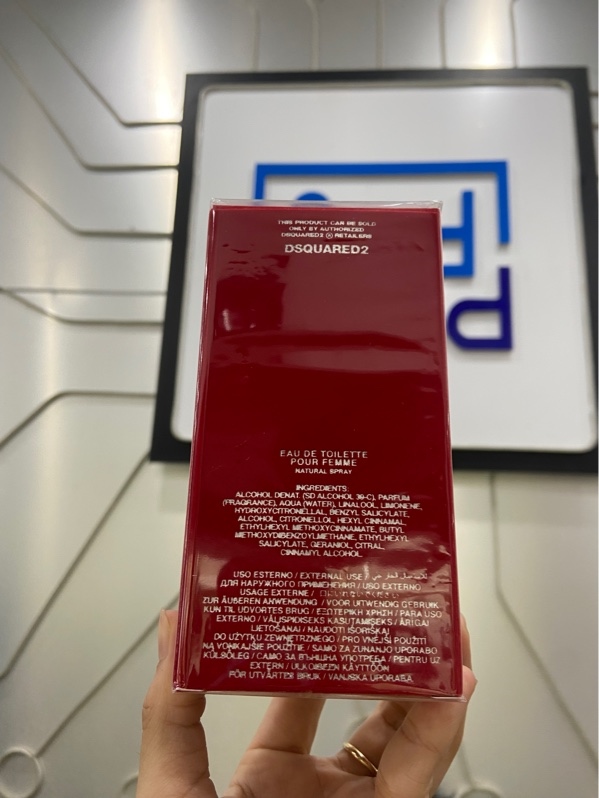 THIS PRODUCT CAN BE SOLD
ONLY BY AUTHORIZED
DSQUARED2 RETAILERS
DSQUARED2
EAU DE TOILETTE
POUR FEMME
NATURAL SPRAY
INGREDIENTS:
ALCOHOL DENAT. (SD ALCOHOL 39-C), PARFUM
(FRAGRANCE), AQUA (WATER), LINALOOL, LIMONENE,
HYDROXYCITRONELLAL, BENZYL SALICYLATE,
ALCOHOL, CITRONELLOL, HEXYL CINNAMAL,
ETHYLHEXYL METHOXYCINNAMATE, BUTYL
METHOXYDIBENZOYLMETHANE, ETHYLHEXYL
SALICYLATE, GERANIOL, CITRAL,
CINNAMYL ALCOHOL.
USO ESTERNO / EXTERNAL USE /
ДЛЯ НАРУЖНОГО ПРИМЕНЕНИЯ / USO EXTERNO
USAGE EXTERNE /
ZUR ÄUßEREN ANWENDUNG / VOOR UITWENDIG GEBRUIK
KUN TIL UDVORTES BRUG / ΕΞΩΤΕΡΙΚΗ ΧΡΗΣΗ / PARA USO
EXTERNO / VÄLISPIDISEKS KASUTAMISEKS / ĀRĪGAI
LIETOŠANAI / NAUDOTI IŠORIŠKAI
DO UŻYTKU ZEWNĘTRZNEGO / PRO VNĚJŠÍ POUŽITÍ
NA VONKAJŠIE POUŽITIE / SAMO ZA ZUNANJO UPORABO
KÜLSŐLEG / САМО ЗА ВЪНШНА УПОТРЕБА / PENTRU UZ
EXTERN / ULKOISEEN KÄYTTÖÖN
FÖR UTVÄRTES BRUK / VANJSKA UPORABA